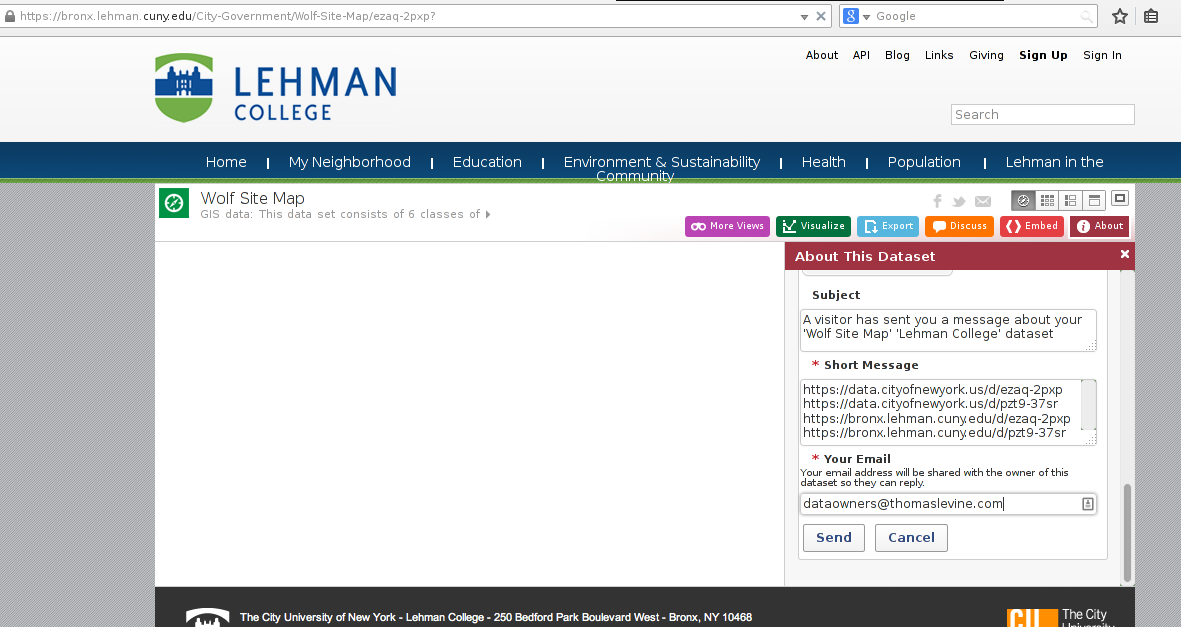 https://bronx.lehman.cuny.edu/City-Government/Wolf-Site-Map/ezaq-2pxp?
Google
About API Blog Links Giving Sign Up Sign In
LEHMAN
COLLEGE
Search
Home | My Neighborhood | Education | Environment & Sustainability | Health | Population | Lehman in the
Community
Wolf Site Map
GIS data: This data set consists of 6 classes of
More Views Visualize Export Discuss Embed About
About This Dataset
Subject
A visitor has sent you a message about your
'Wolf Site Map' 'Lehman College' dataset
* Short Message
https://data.cityofnewyork.us/d/ezaq-2pxp
https://data.cityofnewyork.us/d/pzt9-37sr
https://bronx.lehman.cuny.edu/d/ezaq-2pxp
https://bronx.lehman.cuny.edu/d/pzt9-37sr
* Your Email
Your email address will be shared with the owner of this
dataset so they can reply.
dataowners@thomaslevine.com
Send Cancel
The City University of New York - Lehman College - 250 Bedford Park Boulevard West - Bronx, NY 10468
The City
University